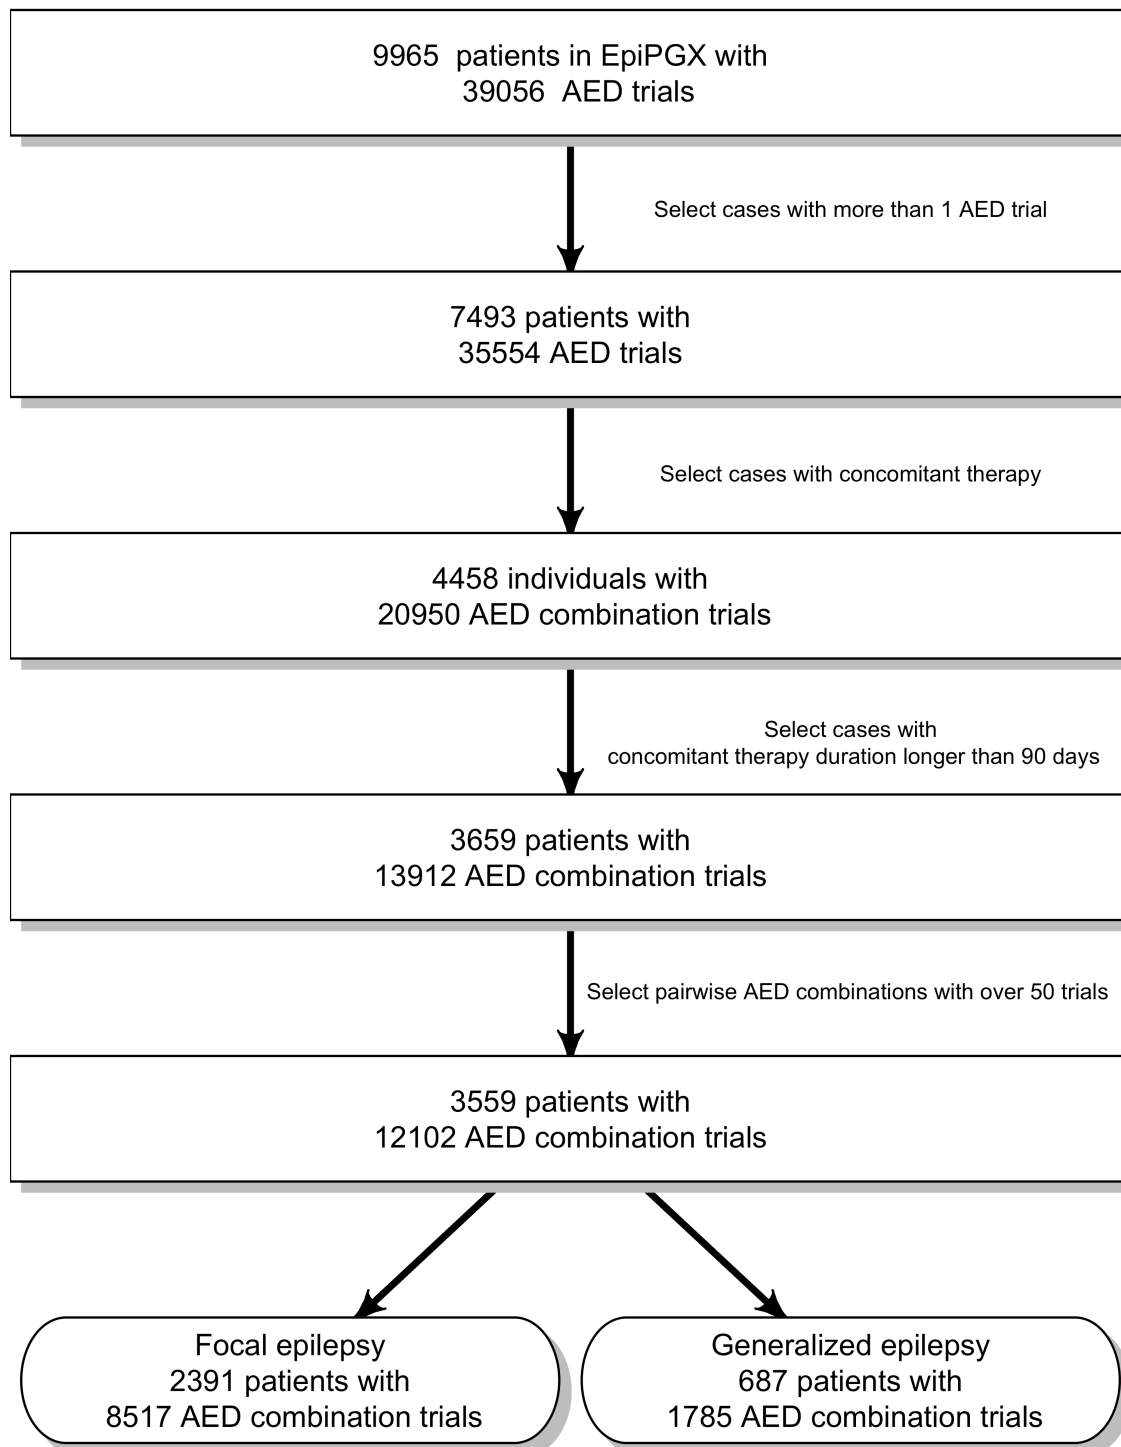 9965 patients in EpiPGX with
39056 AED trials
Select cases with more than 1 AED trial
7493 patients with
35554 AED trials
Select cases with concomitant therapy
4458 individuals with
20950 AED combination trials
Select cases with
concomitant therapy duration longer than 90 days
3659 patients with
13912 AED combination trials
Select pairwise AED combinations with over 50 trials
3559 patients with
12102 AED combination trials
Focal epilepsy
2391 patients with
8517 AED combination trials
Generalized epilepsy
687 patients with
1785 AED combination trials